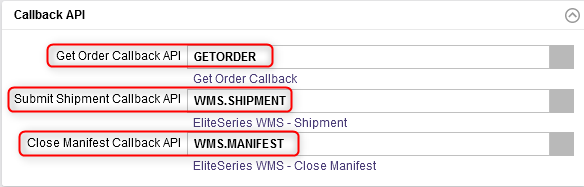 Callback API
Get Order Callback API GETORDER
Get Order Callback
Submit Shipment Callback API WMS.SHIPMENT
EliteSeries WMS - Shipment
Close Manifest Callback API WMS.MANIFEST
EliteSeries WMS - Close Manifest